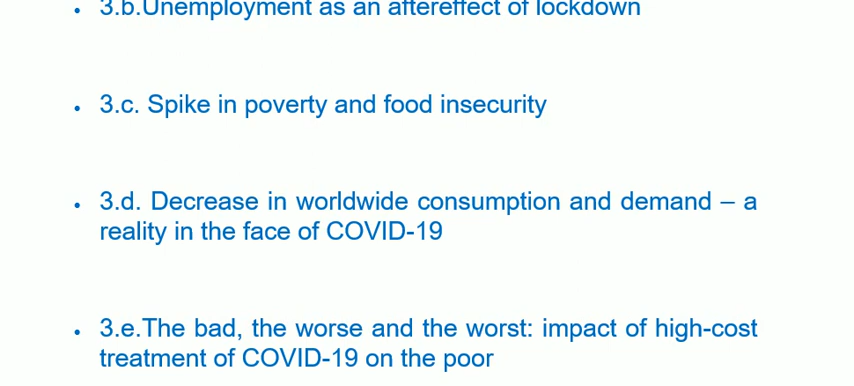 • 3.b.Unemployment as an aftereffect of lockdown
• 3.c. Spike in poverty and food insecurity
• 3.d. Decrease in worldwide consumption and demand – a
reality in the face of COVID-19
• 3.e.The bad, the worse and the worst: impact of high-cost
treatment of COVID-19 on the poor